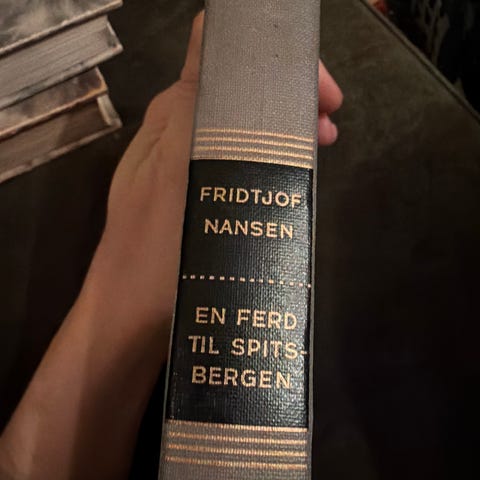 FRIDTJOF
NANSEN
EN FERD
TIL SPITS-
BERGEN